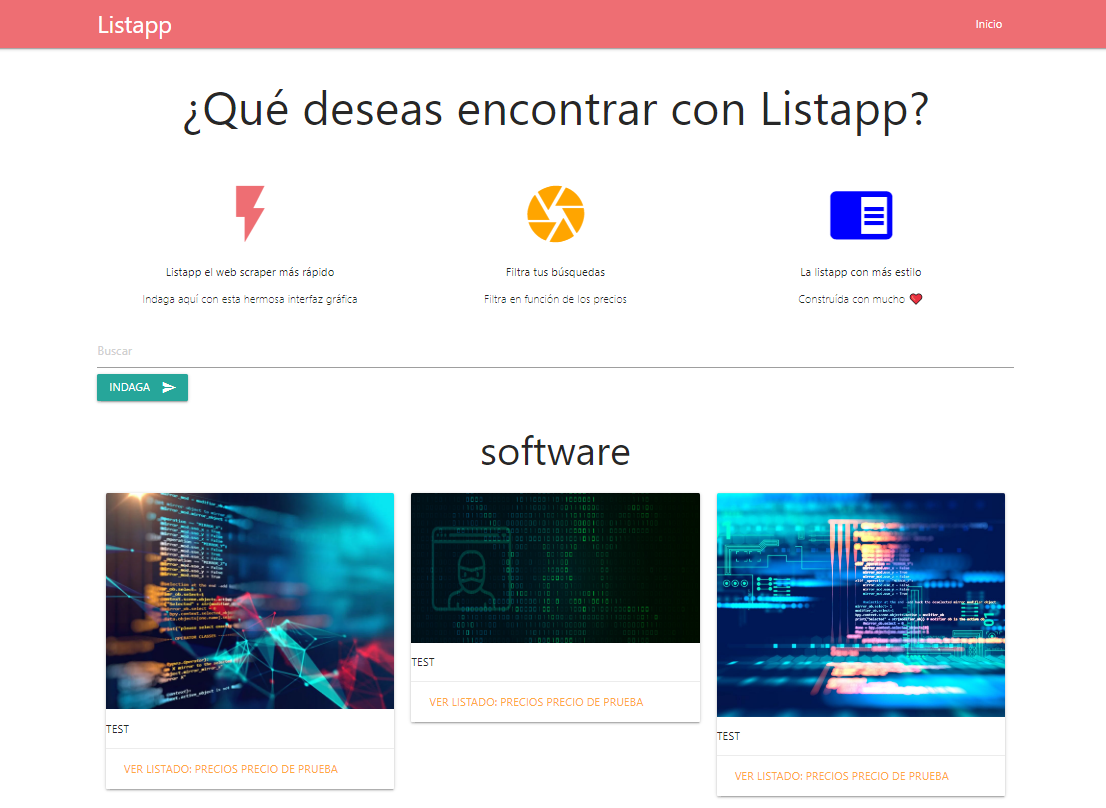 Listapp
Início
¿Qué deseas encontrar con Listapp?
Listapp el web scraper más rápido
Indaga aquí con esta hermosa interfaz gráfica
Filtra tus búsquedas
Filtra en función de los precios
La listapp con más estilo
Construída con mucho
Buscar
INDAGA
software
TEST
VER LISTADO: PRECIOS PRECIO DE PRUEBA
TEST
VER LISTADO: PRECIOS PRECIO DE PRUEBA
TEST
VER LISTADO: PRECIOS PRECIO DE PRUEBA